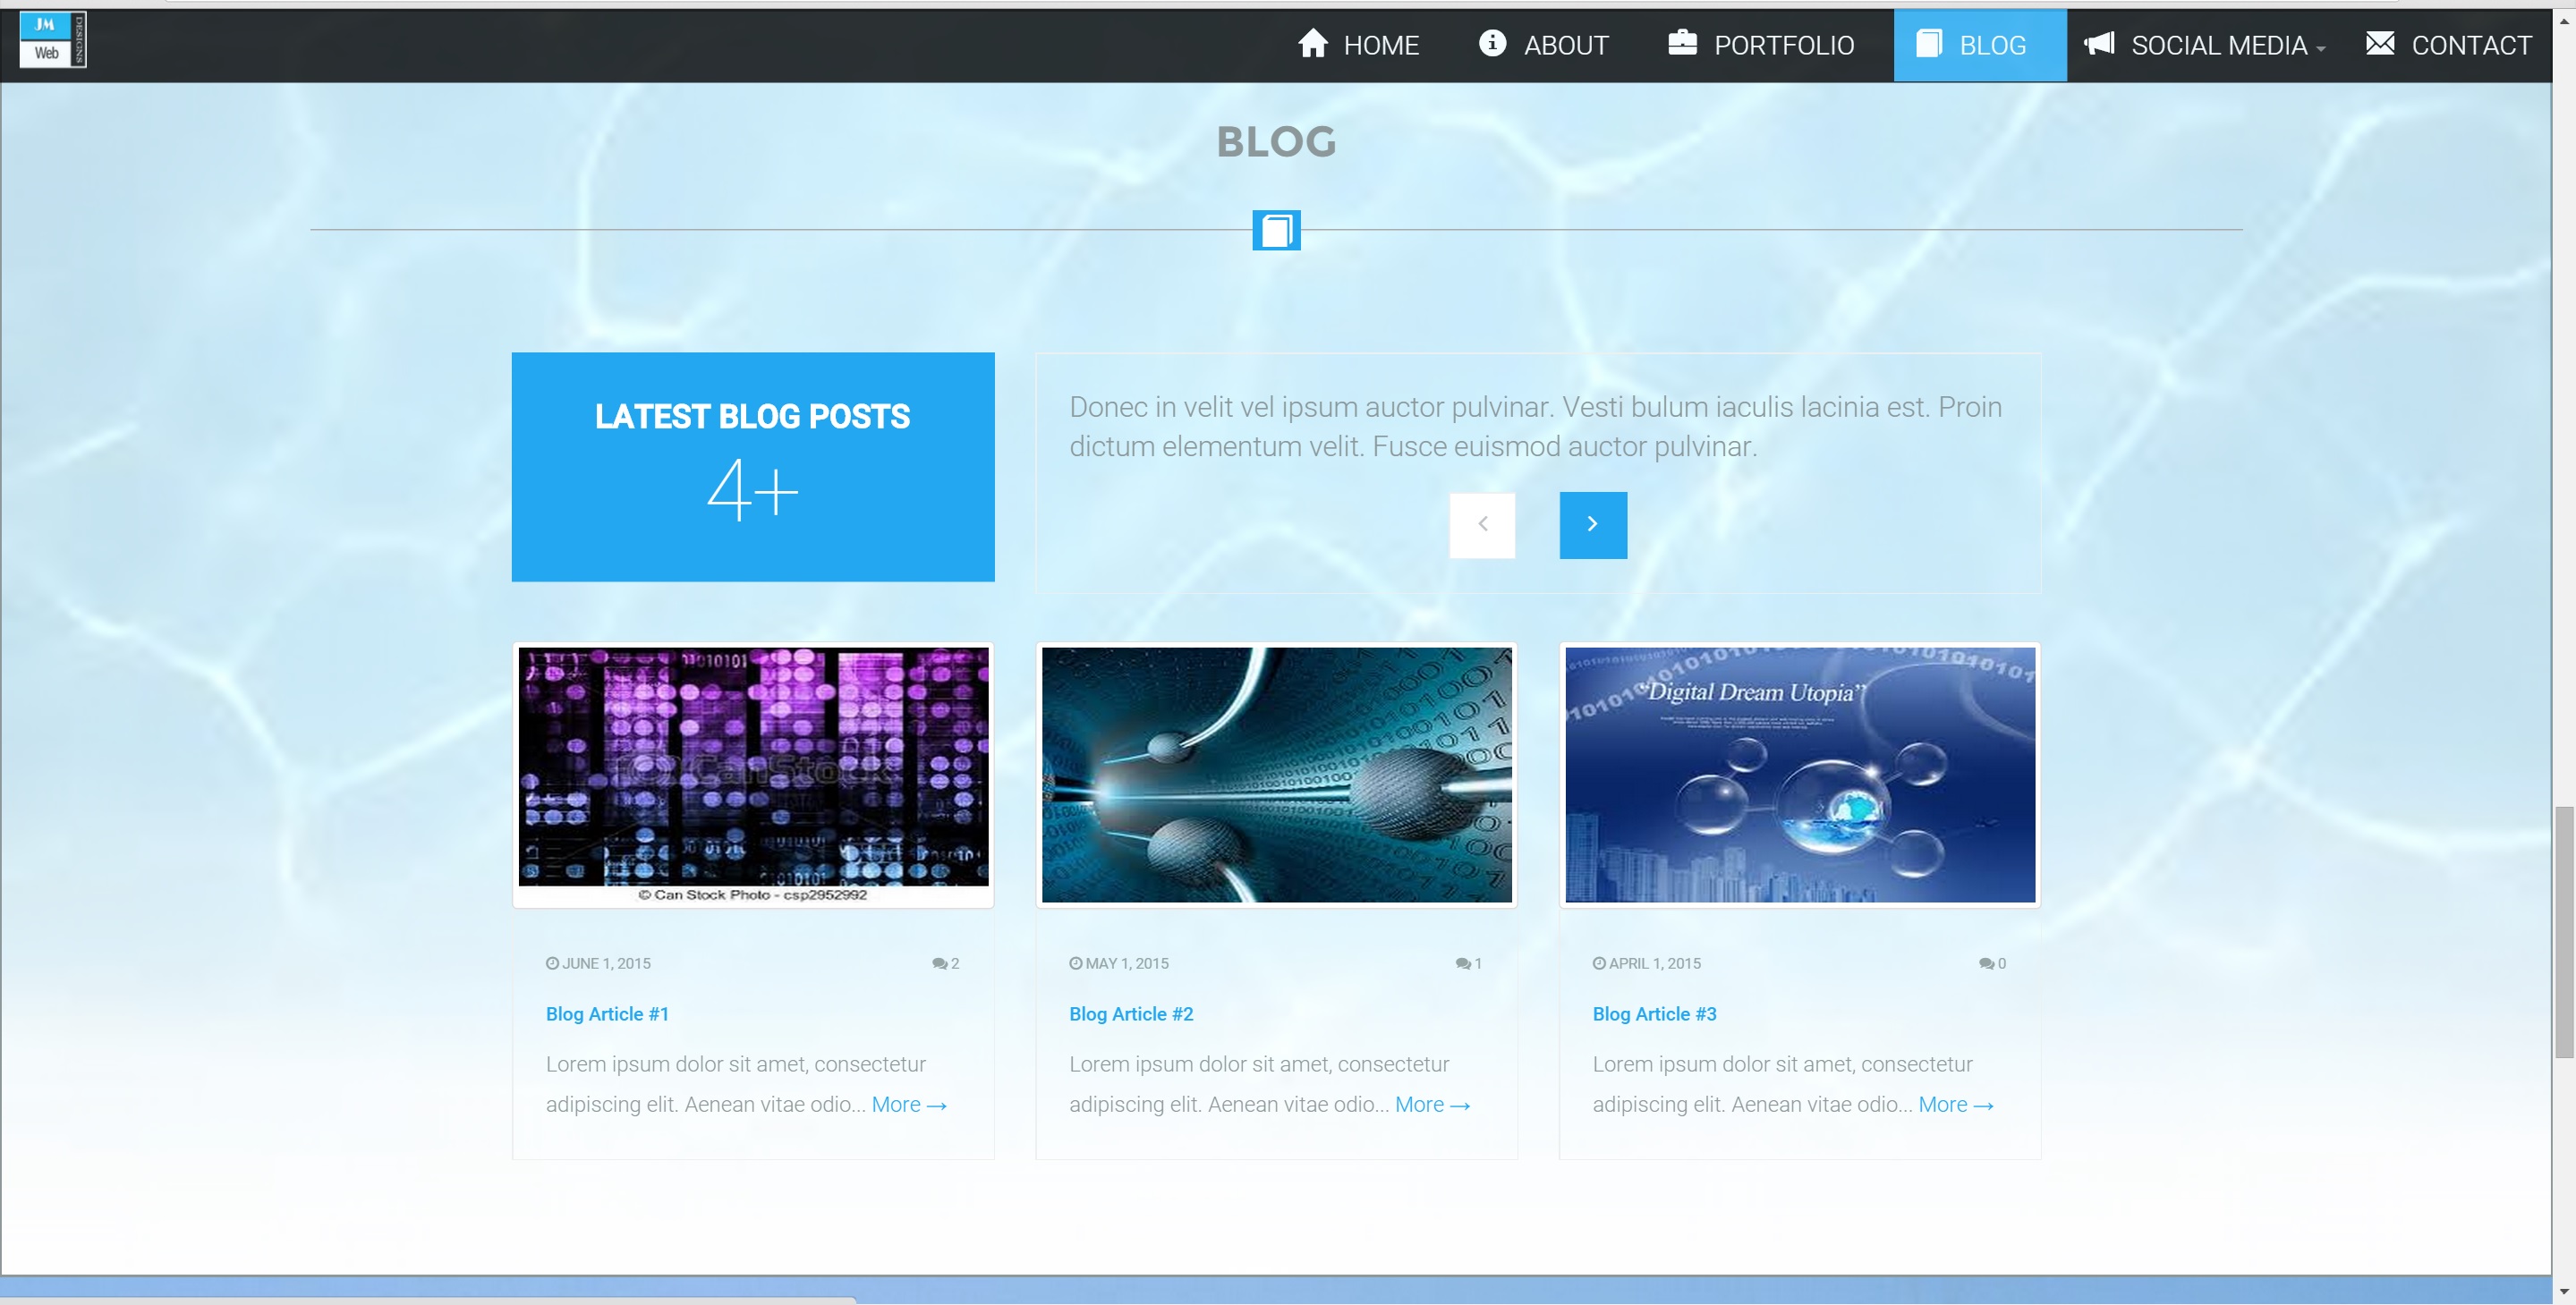 JM
Web
DESIGNS
HOME
ABOUT
PORTFOLIO
BLOG
SOCIAL MEDIA
CONTACT
BLOG
LATEST BLOG POSTS
4+
Donec in velit vel ipsum auctor pulvinar. Vesti bulum iaculis lacinia est. Proin
dictum elementum velit. Fusce euismod auctor pulvinar.
CanStock
© Can Stock Photo - csp2952992
“Digital Dream Utopia”
JUNE 1, 2015
2
Blog Article #1
Lorem ipsum dolor sit amet, consectetur
adipiscing elit. Aenean vitae odio... More →
MAY 1, 2015
1
Blog Article #2
Lorem ipsum dolor sit amet, consectetur
adipiscing elit. Aenean vitae odio... More →
APRIL 1, 2015
0
Blog Article #3
Lorem ipsum dolor sit amet, consectetur
adipiscing elit. Aenean vitae odio... More →